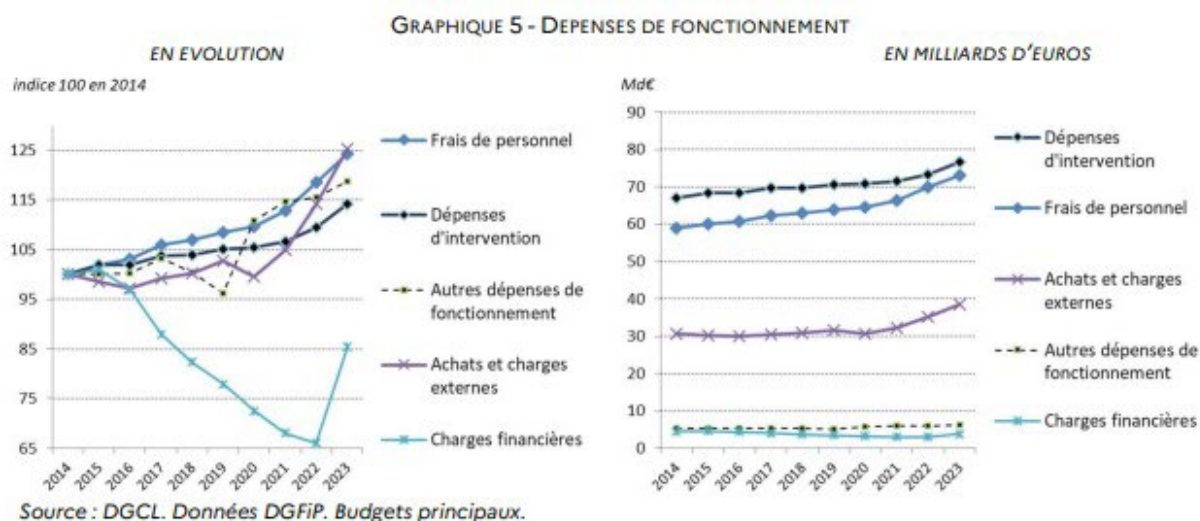 GRAPHIQUE 5 - DEPENSES DE FONCTIONNEMENT
EN EVOLUTION
indice 100 en 2014
125
115
105
95
85
75
65
2014
2015
2016
2017
2018
2019
2020
2021
2022
2023
Frais de personnel
Dépenses
d'intervention
Autres dépenses de
fonctionnement
Achats et charges
externes
Charges financières
EN MILLIARDS D'EUROS
Md€
90
80
70
60
50
40
30
20
10
0
2014
2015
2016
2017
2018
2019
2020
2021
2022
2023
Dépenses
d'intervention
Frais de personnel
Achats et charges
externes
Autres dépenses de
fonctionnement
Charges financières
Source : DGCL. Données DGFiP. Budgets principaux.